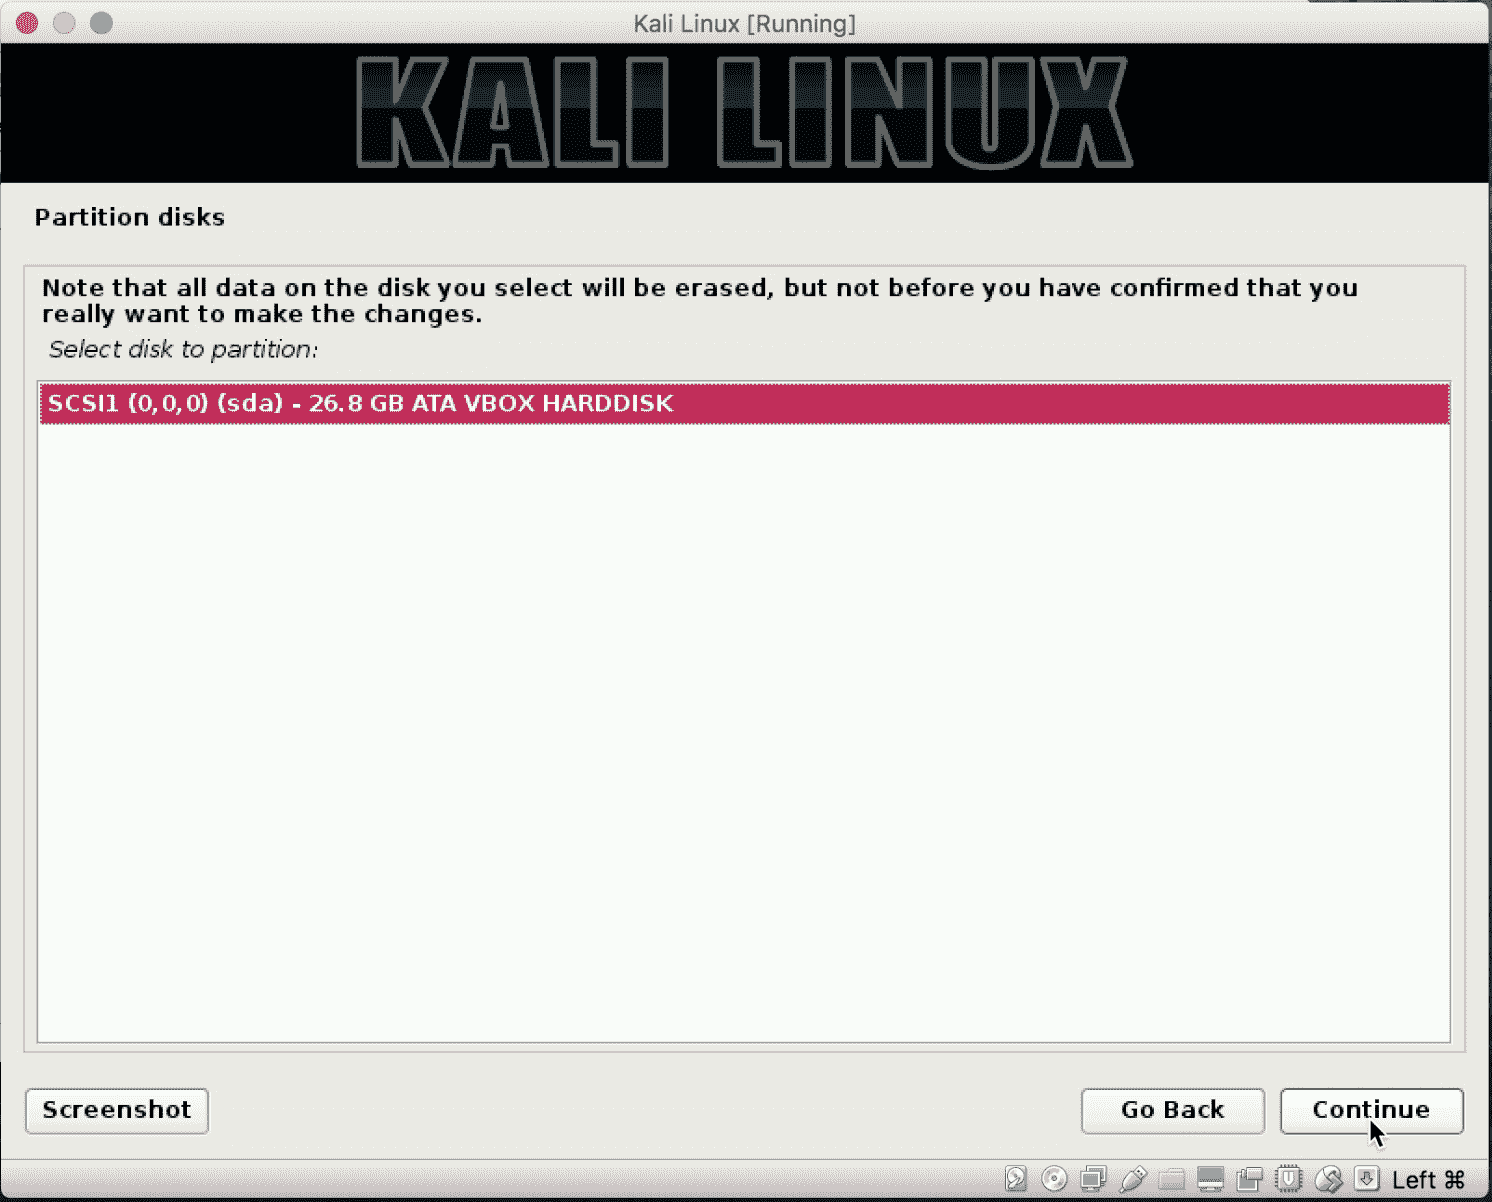 Kali Linux [Running]
KALI LINUX
Partition disks
Note that all data on the disk you select will be erased, but not before you have confirmed that you
really want to make the changes.
Select disk to partition:
SCSI1 (0,0,0) (sda) - 26.8 GB ATA VBOX HARDDISK
Screenshot Go Back Continue
Left ⌘